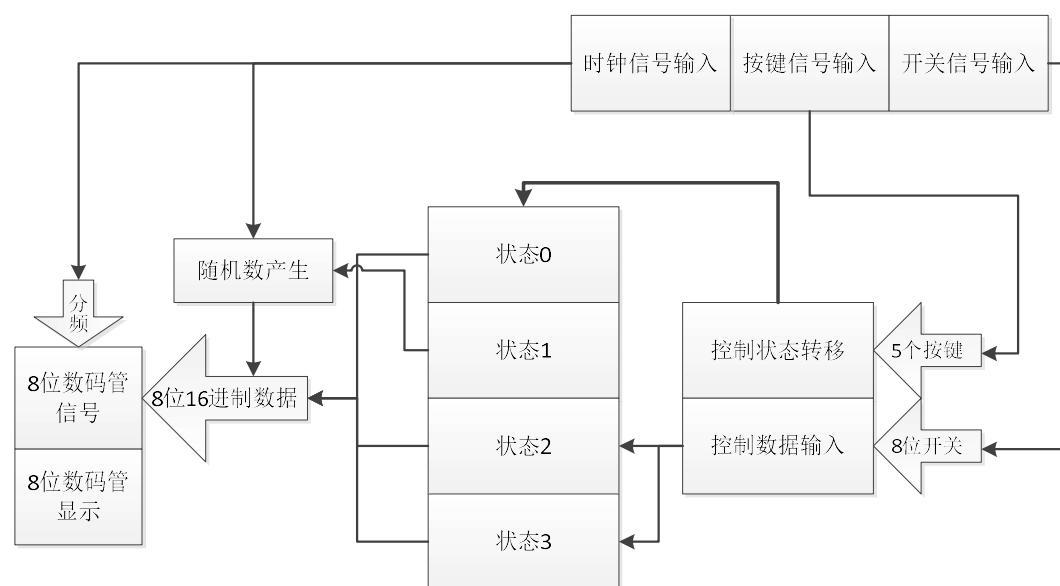 时钟信号输入
按键信号输入
开关信号输入
状态0
随机数产生
分
频
状态1
控制状态转移
5个按键
8位数码管
信号
8位16进制数据
状态2
控制数据输入
8位开关
8位数码管
显示
状态3